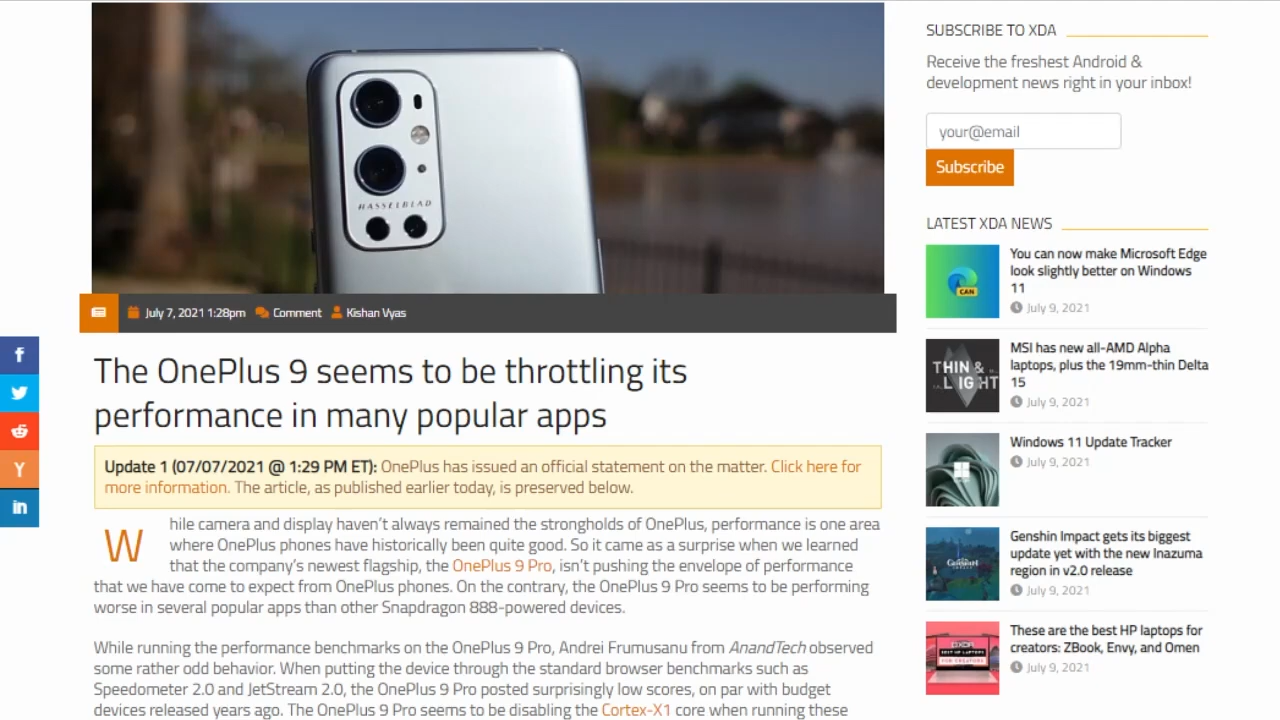 HASSELBLAD
July 7, 2021 1:28pm Comment Kishan Vyas
The OnePlus 9 seems to be throttling its
performance in many popular apps
Update 1 (07/07/2021 @ 1:29 PM ET): OnePlus has issued an official statement on the matter. Click here for
more information. The article, as published earlier today, is preserved below.
While camera and display haven't always remained the strongholds of OnePlus, performance is one area
where OnePlus phones have historically been quite good. So it came as a surprise when we learned
that the company's newest flagship, the OnePlus 9 Pro, isn't pushing the envelope of performance
that we have come to expect from OnePlus phones. On the contrary, the OnePlus 9 Pro seems to be performing
worse in several popular apps than other Snapdragon 888-powered devices.
While running the performance benchmarks on the OnePlus 9 Pro, Andrei Frumusanu from AnandTech observed
some rather odd behavior. When putting the device through the standard browser benchmarks such as
Speedometer 2.0 and JetStream 2.0, the OnePlus 9 Pro posted surprisingly low scores, on par with budget
devices released years ago. The OnePlus 9 Pro seems to be disabling the Cortex-X1 core when running these
f
Y
in
SUBSCRIBE TO XDA
Receive the freshest Android &
development news right in your inbox!
your@email
Subscribe
LATEST XDA NEWS
CAN
You can now make Microsoft Edge
look slightly better on Windows
11
July 9, 2021
THIN &
LIGHT
MSI has new all-AMD Alpha
laptops, plus the 19mm-thin Delta
15
July 9, 2021
Windows 11 Update Tracker
July 9, 2021
Genshin Impact gets its biggest
update yet with the new Inazuma
region in v2.0 release
July 9, 2021
These are the best HP laptops for
creators: ZBook, Envy, and Omen
July 9, 2021